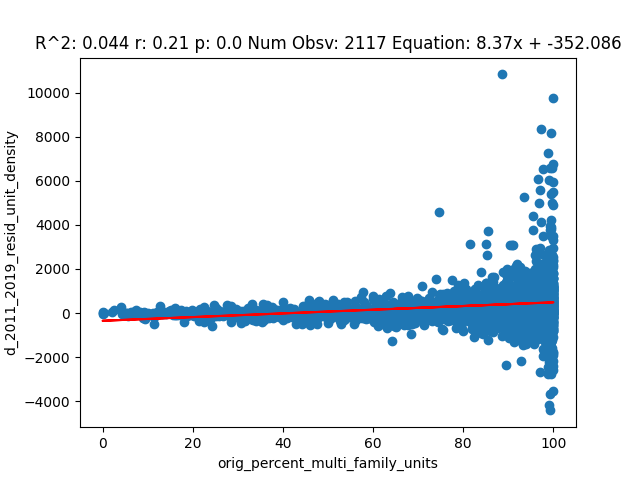 R^2: 0.044 r: 0.21 p: 0.0 Num Obsv: 2117 Equation: 8.37x + -352.086
10000
8000
6000
4000
2000
0
−2000
−4000
d_2011_2019_resid_unit_density
0 20 40 60 80 100
orig_percent_multi_family_units